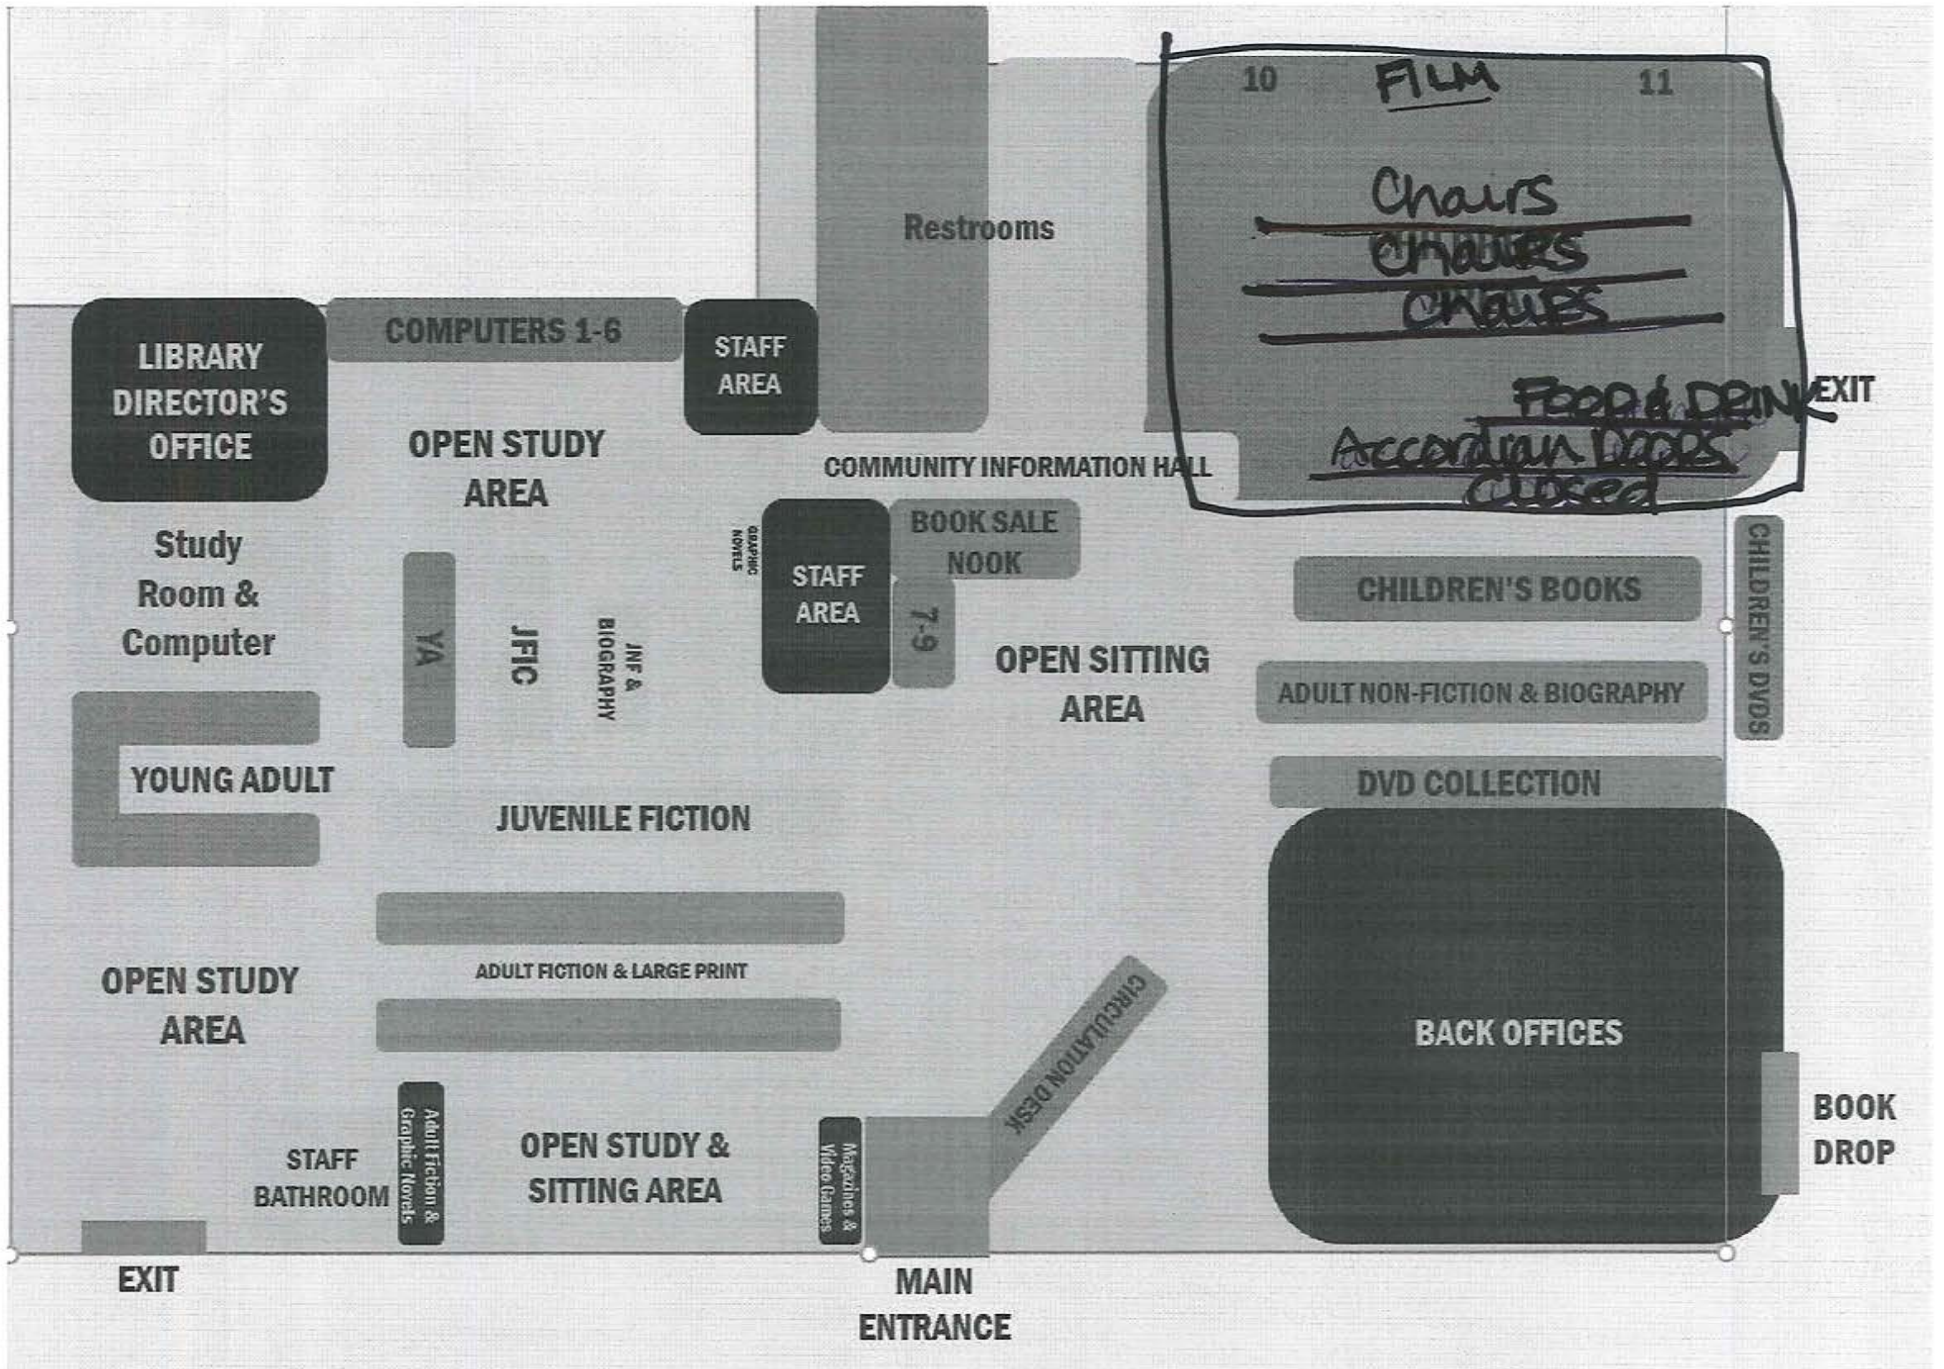 10
FILM
11
Chairs
Restrooms
Chairs
Chaires
COMPUTERS 1-6
STAFF
AREA
LIBRARY
DIRECTOR'S
OFFICE
EXIT
FOOD & DRINK
OPEN STUDY
AREA
Accordian Doors
Closed
COMMUNITY INFORMATION HALL
BOOK SALE
NOOK
GRAPHIC
NOVELS
STAFF
AREA
7-9
Study
Room &
Computer
YA
JFIC
JNF &
BIOGRAPHY
OPEN SITTING
AREA
CHILDREN'S BOOKS
CHILDREN'S DVDS
ADULT NON-FICTION & BIOGRAPHY
DVD COLLECTION
YOUNG ADULT
JUVENILE FICTION
OPEN STUDY
AREA
ADULT FICTION & LARGE PRINT
CIRCULATION DESK
BACK OFFICES
BOOK
DROP
STAFF
BATHROOM
Adult Fiction &
Graphic Novels
OPEN STUDY &
SITTING AREA
Magazines &
Video Games
EXIT
MAIN
ENTRANCE